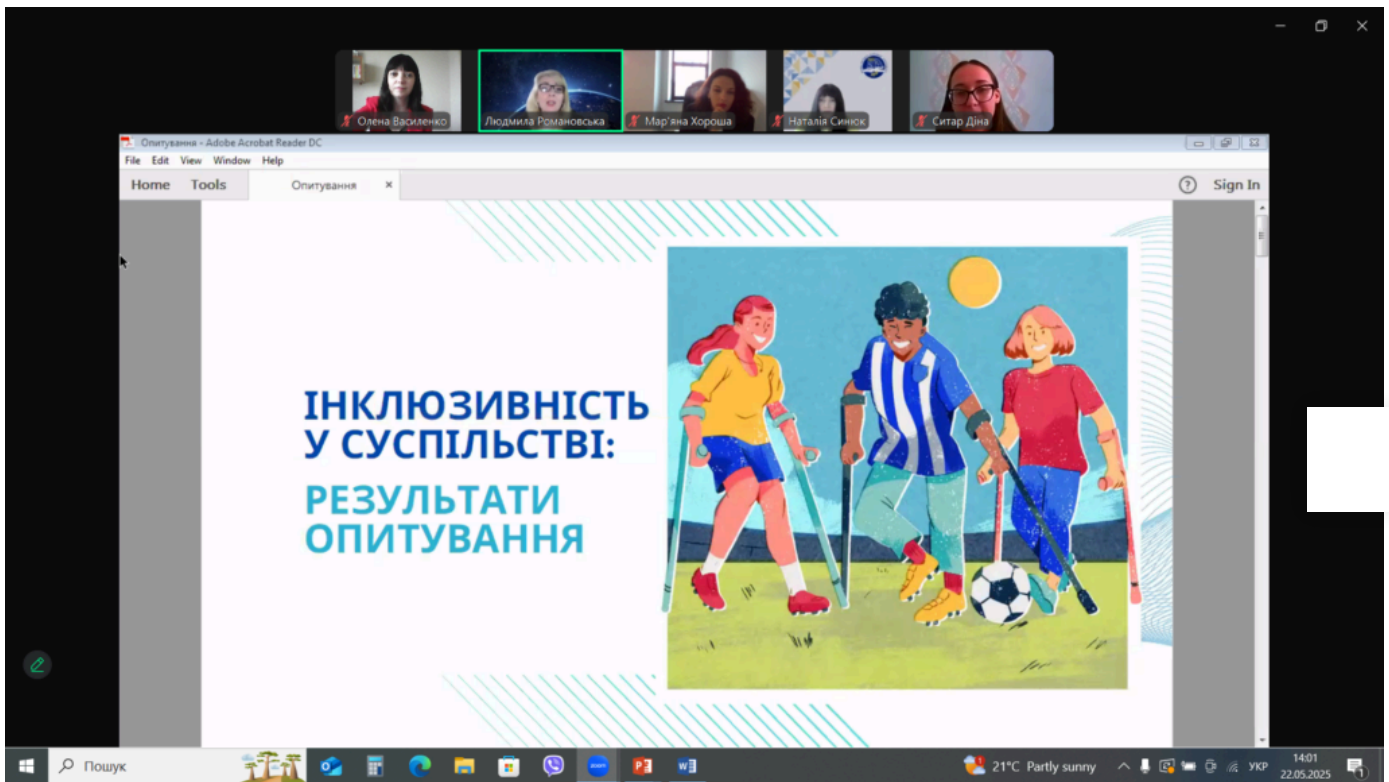 Олена Василенко
Людмила Романовська
Мар'яна Хороша
Наталія Синюк
Ситар Діна
Опитування - Adobe Acrobat Reader DC
File Edit View Window Help
Home Tools Опитування Sign In
ІНКЛЮЗИВНІСТЬ
У СУСПІЛЬСТВІ:
РЕЗУЛЬТАТИ
ОПИТУВАННЯ
Пошук
zoom
21°C Partly sunny
УКР
14:01
22.05.2025
1